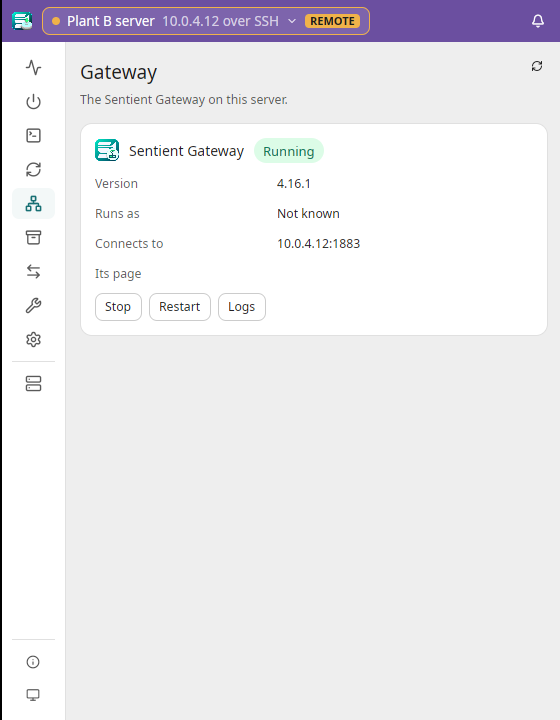 Plant B server 10.0.4.12 over SSH REMOTE
Gateway
The Sentient Gateway on this server.
Sentient Gateway Running
Version 4.16.1
Runs as Not known
Connects to 10.0.4.12:1883
Its page
Stop Restart Logs